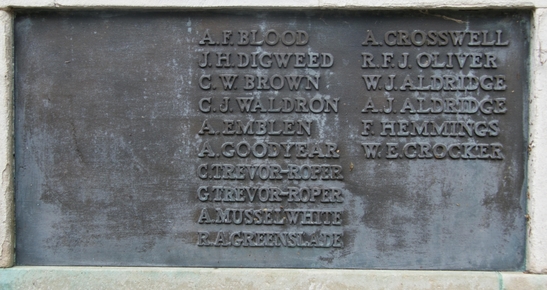 A. F. BLOOD
J. H. DIGWEED
C. W. BROWN
C. J. WALDRON
A. EMBLEN
A. GOODYEAR
C. TREVOR-ROPER
G. TREVOR-ROPER
A. MUSSELWHITE
R. A. GREENSLADE
A. CROSSWELL
R. F. J. OLIVER
W. J. ALDRIDGE
A. J. ALDRIDGE
F. HEMMINGS
W. E. CROCKER